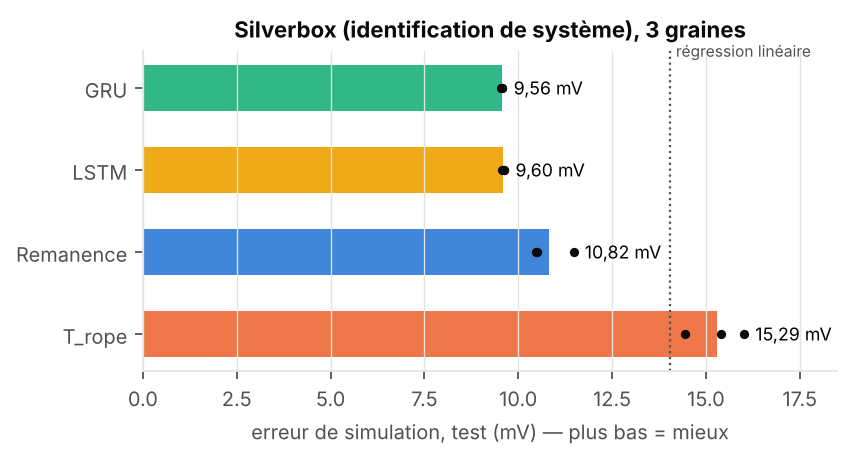 Silverbox (identification de système), 3 graines
régression linéaire
GRU
9,56 mV
LSTM
9,60 mV
Remanence
10,82 mV
T_rope
15,29 mV
0.0 2.5 5.0 7.5 10.0 12.5 15.0 17.5
erreur de simulation, test (mV) — plus bas = mieux